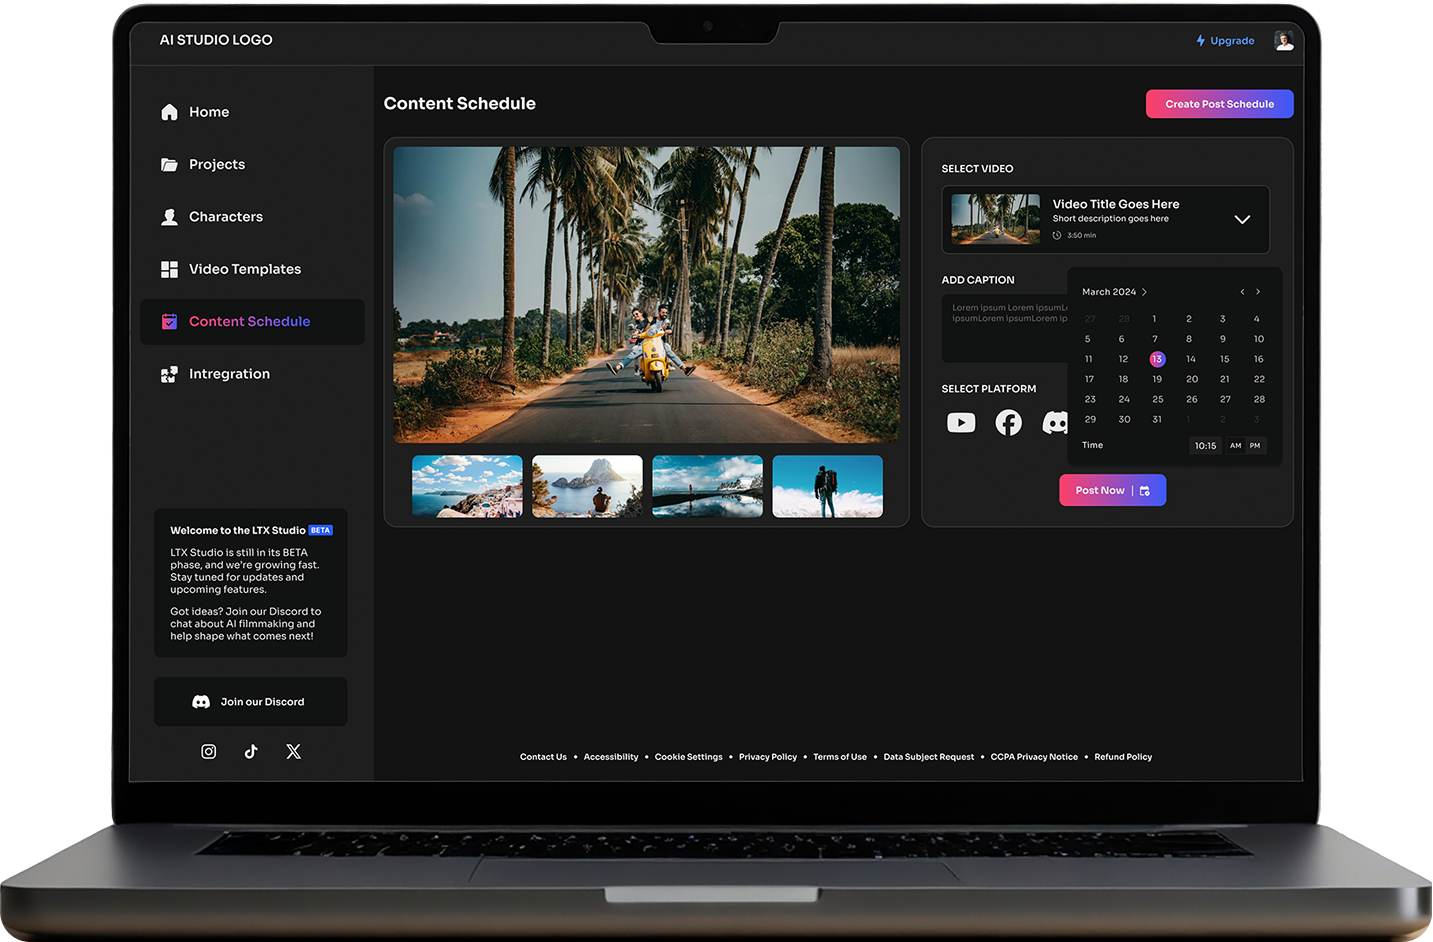 AI STUDIO LOGO
Upgrade
Home
Projects
Characters
Video Templates
Content Schedule
Intregration
Welcome to the LTX Studio BETA
LTX Studio is still in its BETA
phase, and we're growing fast.
Stay tuned for updates and
upcoming features.
Got ideas? Join our Discord to
chat about AI filmmaking and
help shape what comes next!
Join our Discord
Content Schedule
Create Post Schedule
SELECT VIDEO
Video Title Goes Here
Short description goes here
3:50 min
ADD CAPTION
Lorem ipsum Lorem ipsumL
ipsumLorem ipsumLorem ip
SELECT PLATFORM
March 2024
27 28 1 2 3 4
5 6 7 8 9 10
11 12 13 14 15 16
17 18 19 20 21 22
23 24 25 26 27 28
29 30 31 1 2 3
Time 10:15 AM PM
Post Now
Contact Us • Accessibility • Cookie Settings • Privacy Policy • Terms of Use • Data Subject Request • CCPA Privacy Notice • Refund Policy